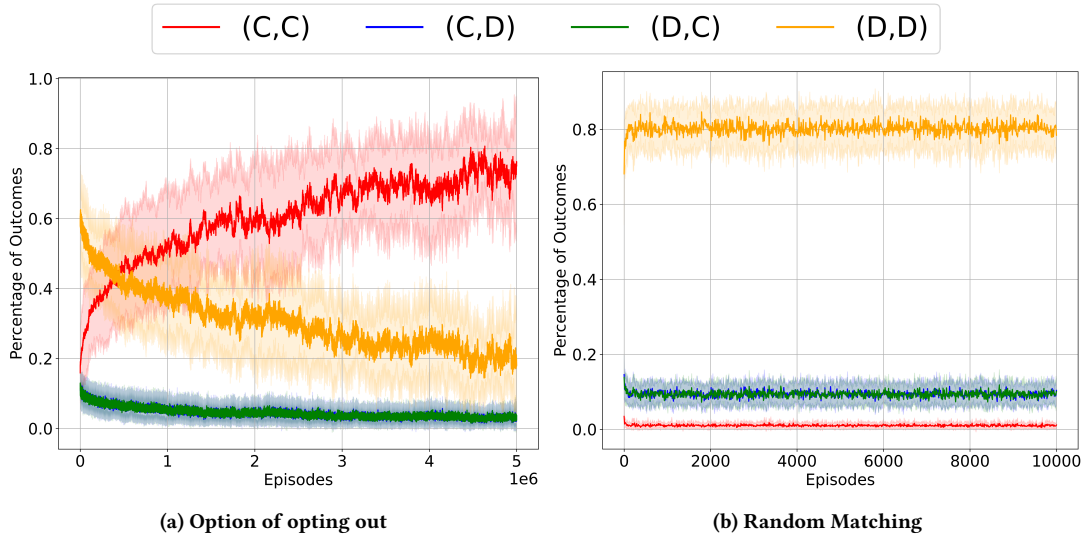 (C,C) (C,D) (D,C) (D,D)
Percentage of Outcomes
1.0
0.8
0.6
0.4
0.2
0.0
0 1 2 3 4 5
1e6
Episodes
(a) Option of opting out
Percentage of Outcomes
0.8
0.6
0.4
0.2
0.0
0 2000 4000 6000 8000 10000
Episodes
(b) Random Matching